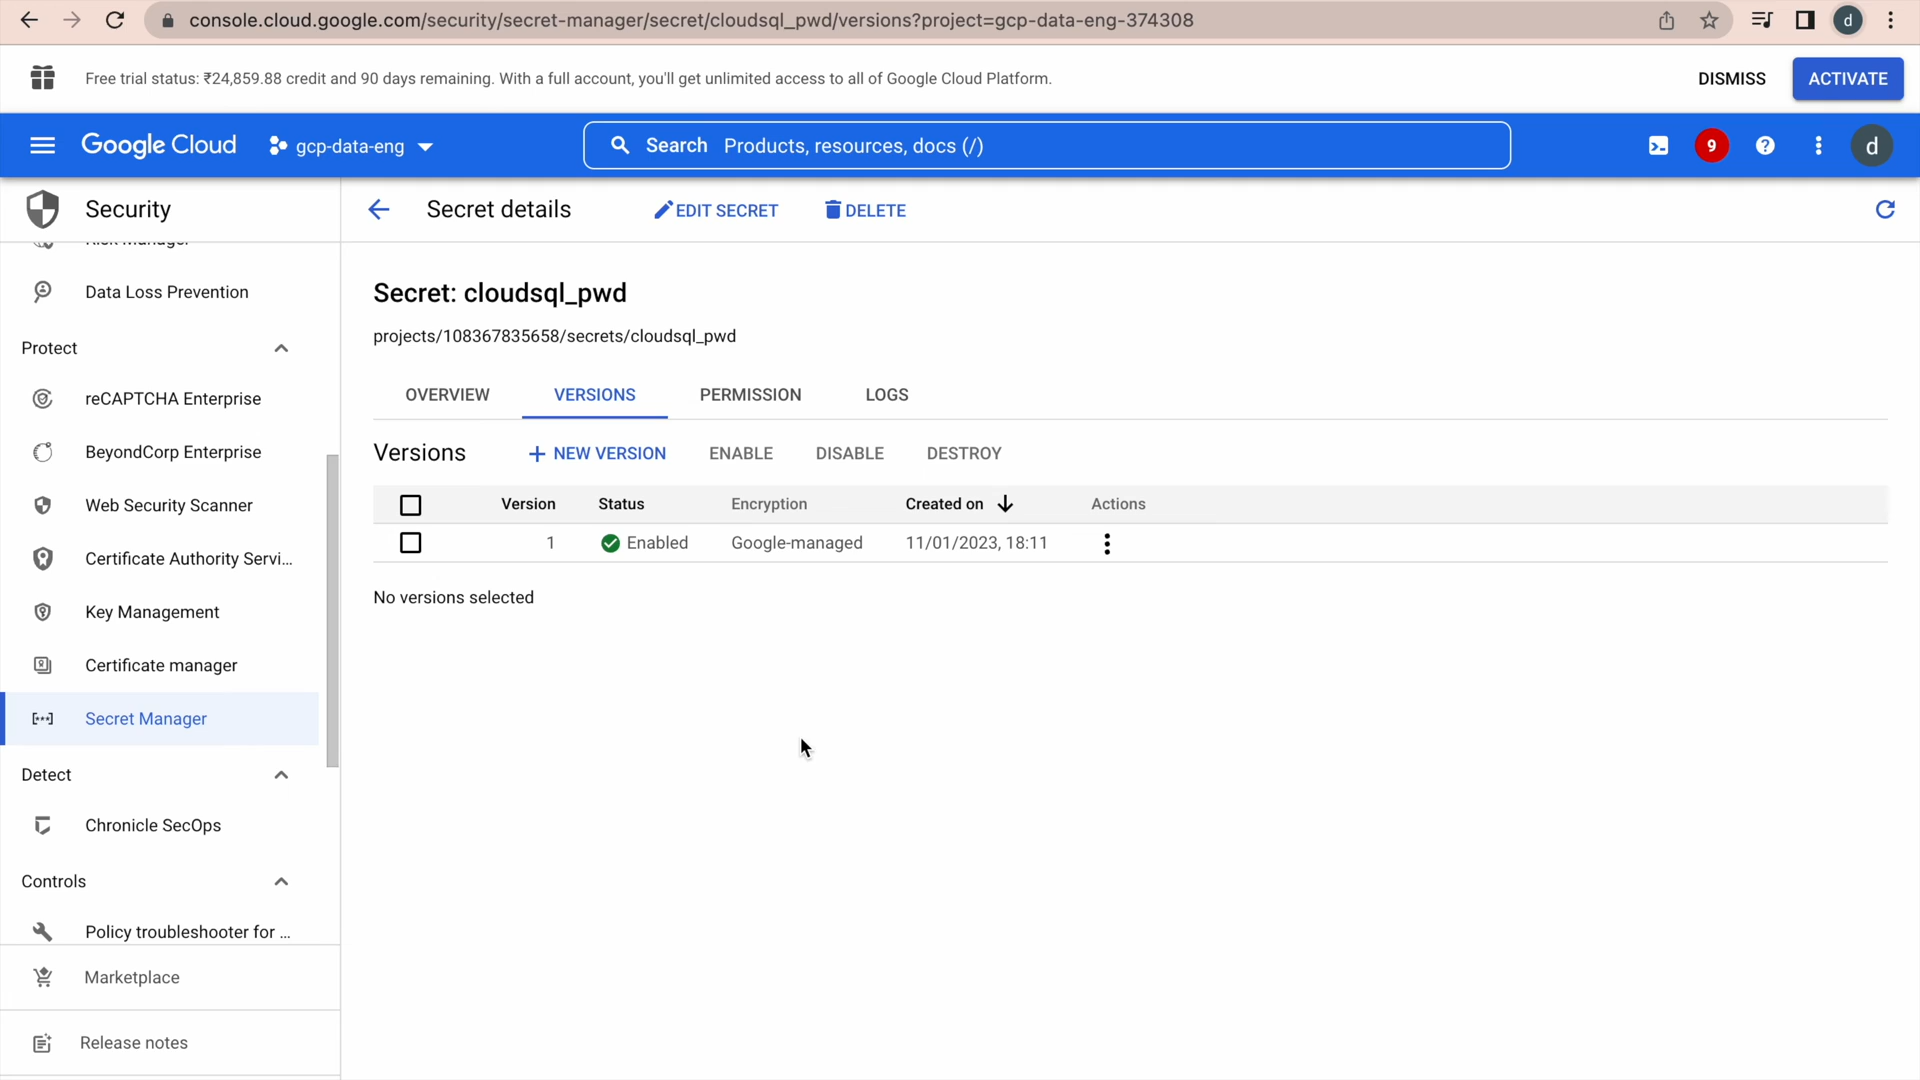 console.cloud.google.com/security/secret-manager/secret/cloudsql_pwd/versions?project=gcp-data-eng-374308
d
Free trial status: ₹24,859.88 credit and 90 days remaining. With a full account, you'll get unlimited access to all of Google Cloud Platform.
DISMISS
ACTIVATE
Google Cloud
gcp-data-eng
Search Products, resources, docs (/)
9
d
Security
Secret details
EDIT SECRET
DELETE
Risk Manager
Data Loss Prevention
Protect
reCAPTCHA Enterprise
BeyondCorp Enterprise
Web Security Scanner
Certificate Authority Servi...
Key Management
Certificate manager
Secret Manager
Detect
Chronicle SecOps
Controls
Policy troubleshooter for ...
Marketplace
Release notes
Secret: cloudsql_pwd
projects/108367835658/secrets/cloudsql_pwd
OVERVIEW VERSIONS PERMISSION LOGS
Versions + NEW VERSION ENABLE DISABLE DESTROY
Version Status Encryption Created on Actions
1 Enabled Google-managed 11/01/2023, 18:11
No versions selected